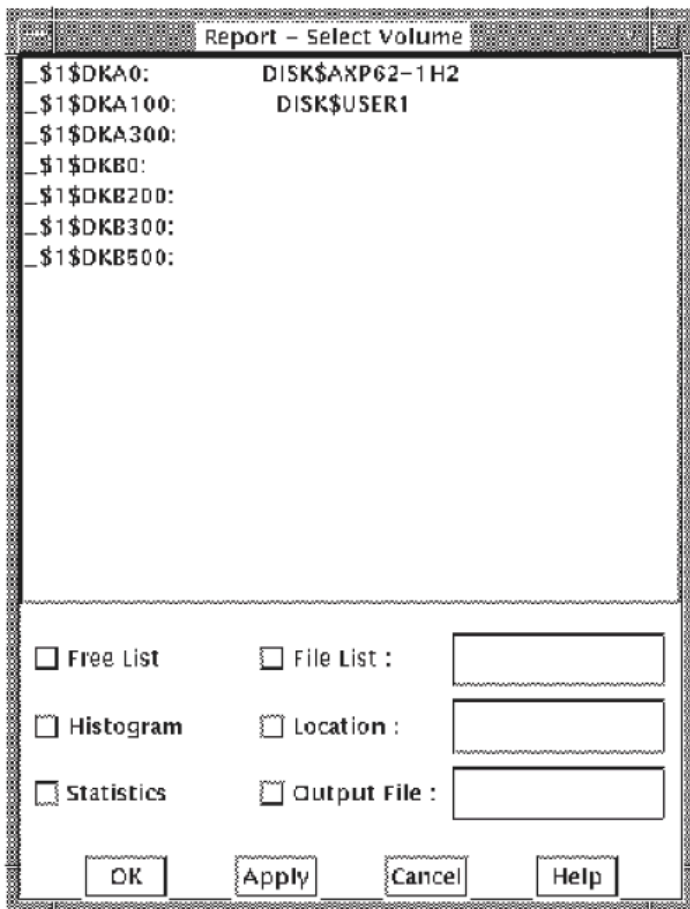 Report - Select Volume
_$1$DKA0: DISK$AXP62-1H2
_$1$DKA100: DISK$USER1
_$1$DKA300:
_$1$DKB0:
_$1$DKB200:
_$1$DKB300:
_$1$DKB500:
Free List File List :
Histogram Location :
Statistics Output File :
OK Apply Cancel Help